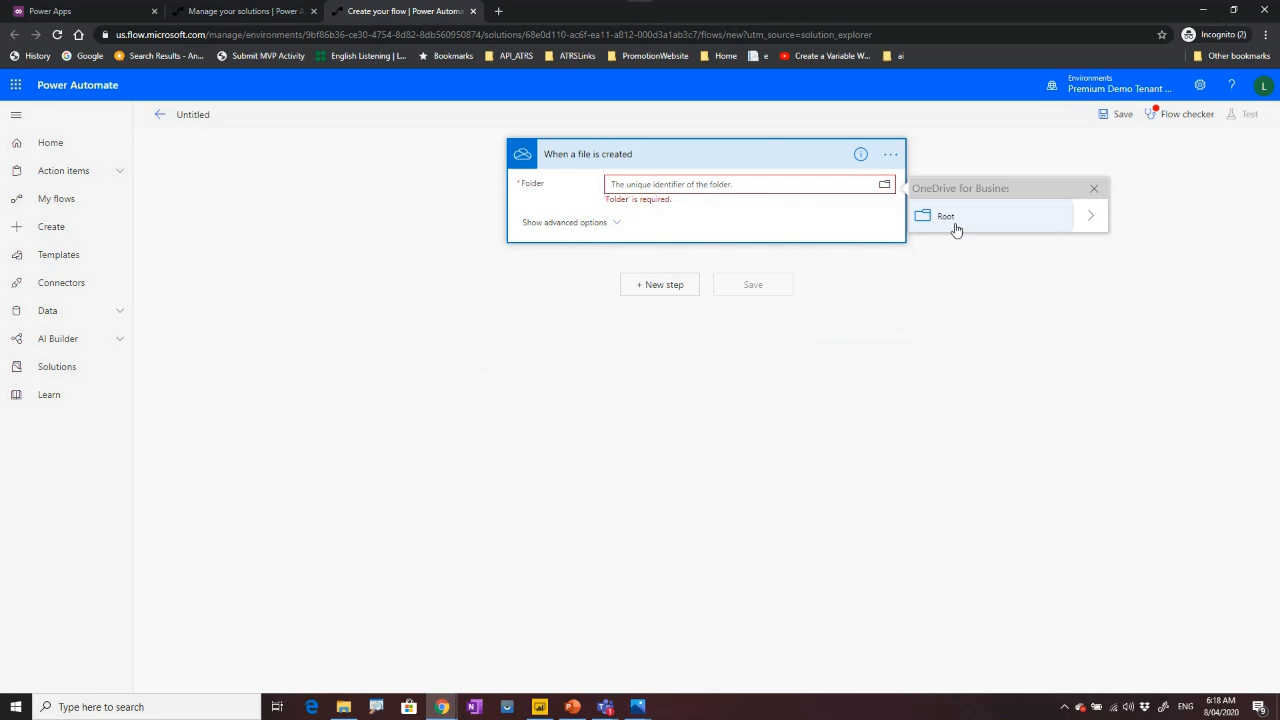 Power Apps
Manage your solutions | Power A
Create your flow | Power Automa
us.flow.microsoft.com/manage/environments/9bf86b36-ce30-4754-8d82-8db560950874/solutions/68e0d110-ac6f-ea11-a812-000d3a1ab3c7/flows/new?utm_source=solution_explorer
Incognito (2)
History
Google
Search Results - An...
Submit MVP Activity
English Listening | L...
Bookmarks
API_ATRS
ATRSLinks
PromotionWebsite
e
Home
Create a Variable W...
ai
Other bookmarks
Power Automate
Environments
Premium Demo Tenant ...
L
Untitled
Save
Flow checker
Test
Home
Action items
My flows
Create
Templates
Connectors
Data
AI Builder
Solutions
Learn
When a file is created
* Folder
The unique identifier of the folder.
'Folder' is required.
Show advanced options
OneDrive for Busines
Root
+ New step
Save
Type here to search
ENG
6:18 AM
8/04/2020